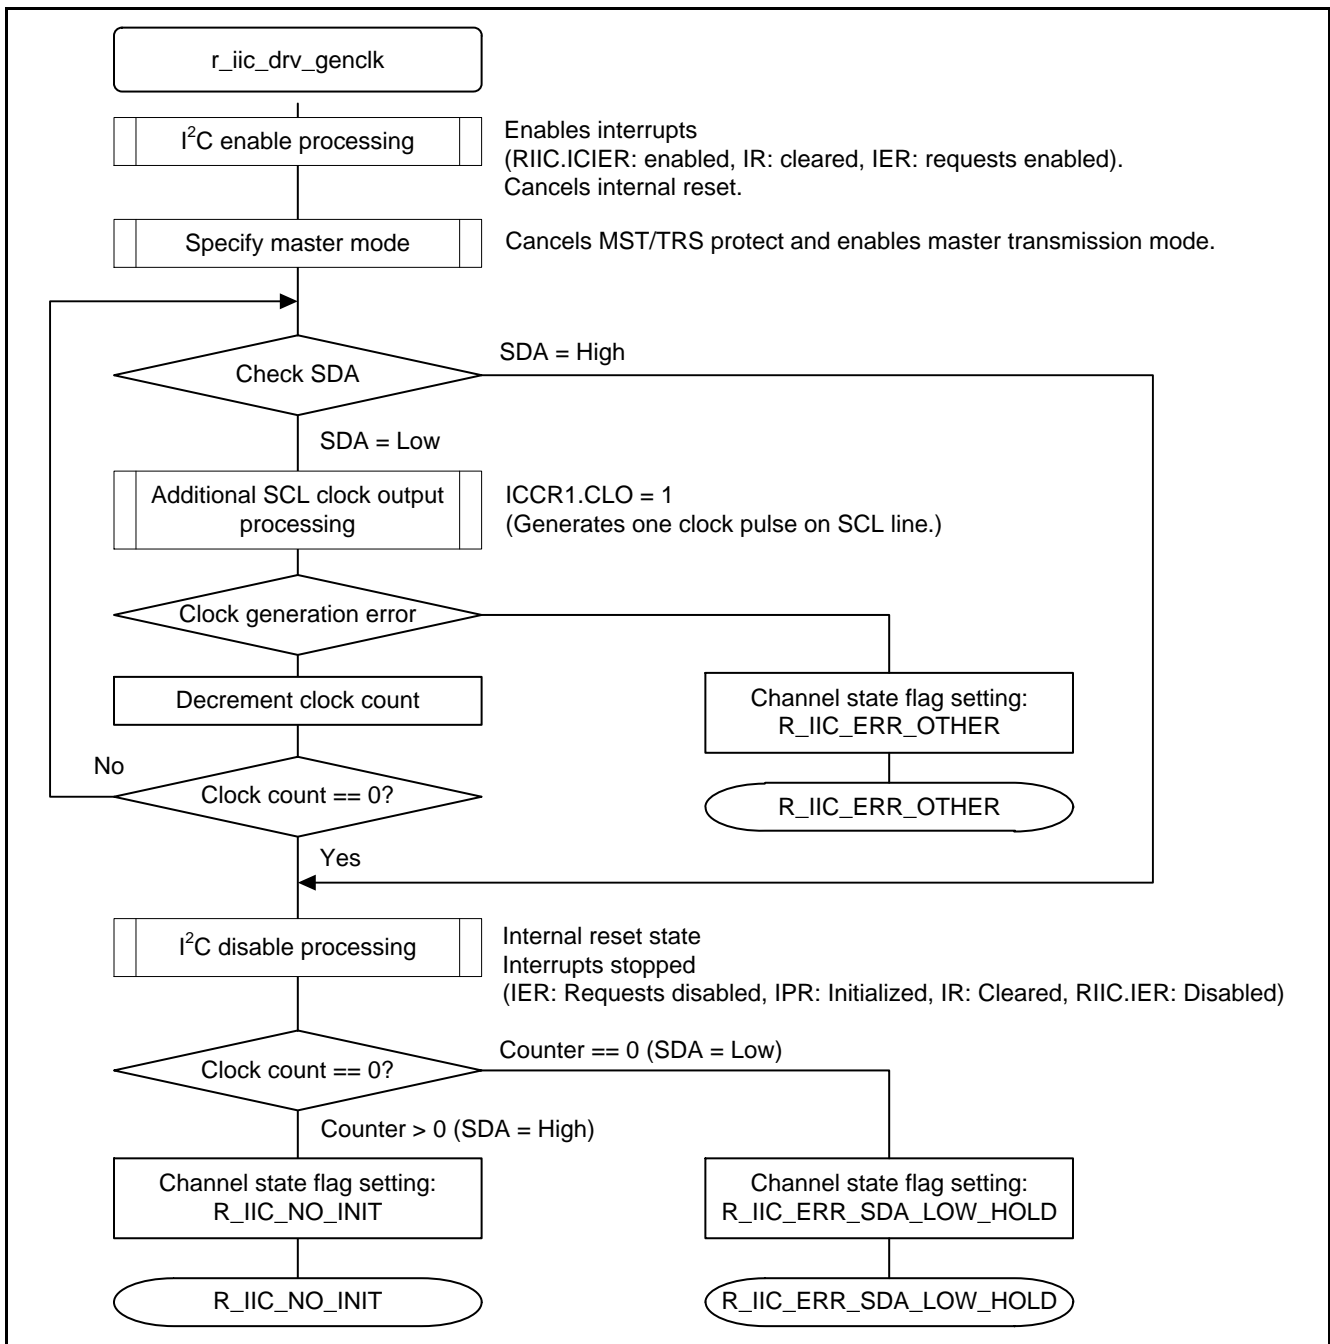 r_iic_drv_genclk
I²C enable processing
Enables interrupts
(RIIC.ICIER: enabled, IR: cleared, IER: requests enabled).
Cancels internal reset.
Specify master mode
Cancels MST/TRS protect and enables master transmission mode.
Check SDA
SDA = High
SDA = Low
Additional SCL clock output
processing
ICCR1.CLO = 1
(Generates one clock pulse on SCL line.)
Clock generation error
Decrement clock count
Channel state flag setting:
R_IIC_ERR_OTHER
No
Clock count == 0?
R_IIC_ERR_OTHER
Yes
I²C disable processing
Internal reset state
Interrupts stopped
(IER: Requests disabled, IPR: Initialized, IR: Cleared, RIIC.IER: Disabled)
Clock count == 0?
Counter == 0 (SDA = Low)
Counter > 0 (SDA = High)
Channel state flag setting:
R_IIC_NO_INIT
Channel state flag setting:
R_IIC_ERR_SDA_LOW_HOLD
R_IIC_NO_INIT
R_IIC_ERR_SDA_LOW_HOLD